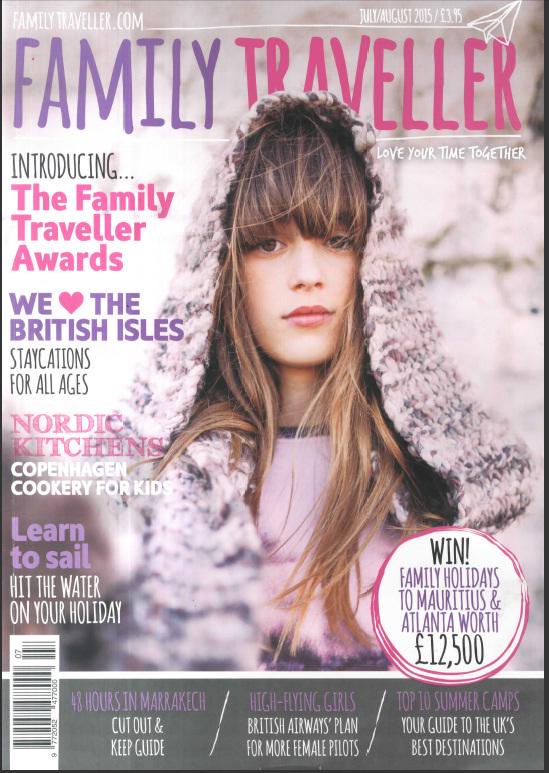 FAMILYTRAVELLER.COM
JULY/AUGUST 2015 / £3.95
FAMILY TRAVELLER
LOVE YOUR TIME TOGETHER
INTRODUCING...
The Family
Traveller
Awards
WE ♥ THE
BRITISH ISLES
STAYCATIONS
FOR ALL AGES
NORDIC
KITCHENS
COPENHAGEN
COOKERY FOR KIDS
Learn
to sail
HIT THE WATER
ON YOUR HOLIDAY
WIN!
FAMILY HOLIDAYS
TO MAURITIUS &
ATLANTA WORTH
£12,500
07
48 HOURS IN MARRAKECH
CUT OUT &
KEEP GUIDE
HIGH-FLYING GIRLS
BRITISH AIRWAYS' PLAN
FOR MORE FEMALE PILOTS
TOP 10 SUMMER CAMPS
YOUR GUIDE TO THE UK'S
BEST DESTINATIONS